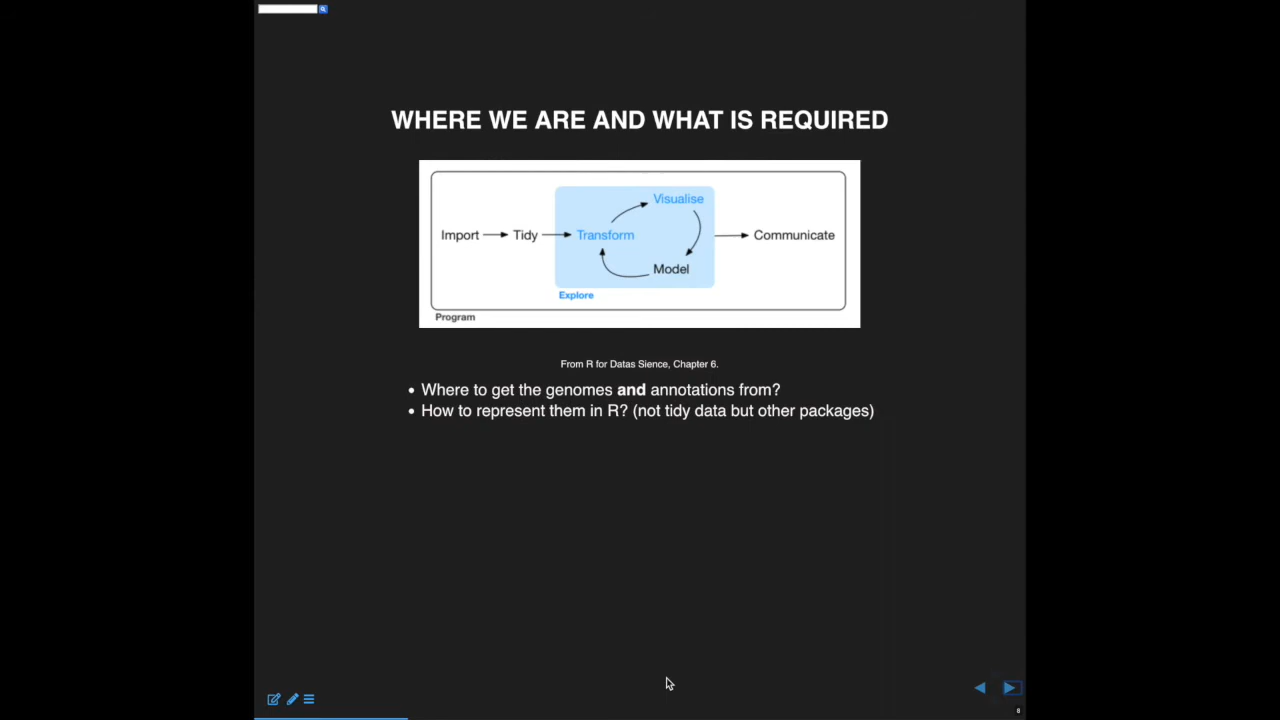 WHERE WE ARE AND WHAT IS REQUIRED
Visualise
Import
Tidy
Transform
Communicate
Model
Explore
Program
From R for Datas Sience, Chapter 6.
• Where to get the genomes and annotations from?
• How to represent them in R? (not tidy data but other packages)
6